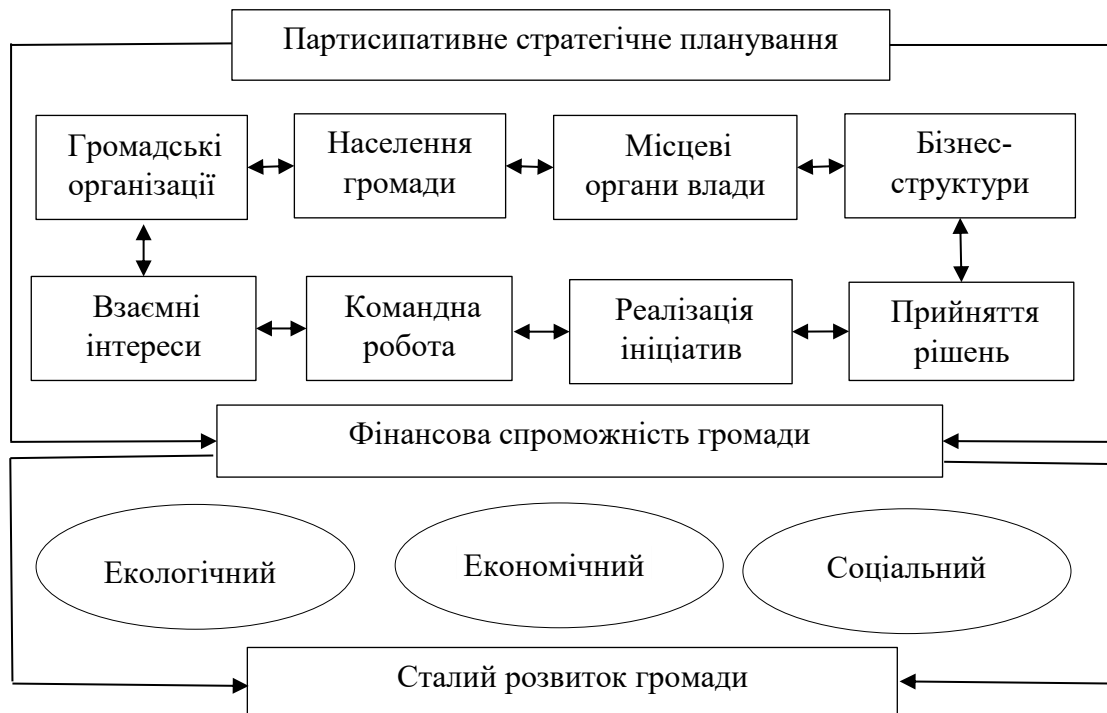 Партисипативне стратегічне планування
Громадські
організації
Населення
громади
Місцеві
органи влади
Бізнес-
структури
Взаємні
інтереси
Командна
робота
Реалізація
ініціатив
Прийняття
рішень
Фінансова спроможність громади
Екологічний
Економічний
Соціальний
Сталий розвиток громади